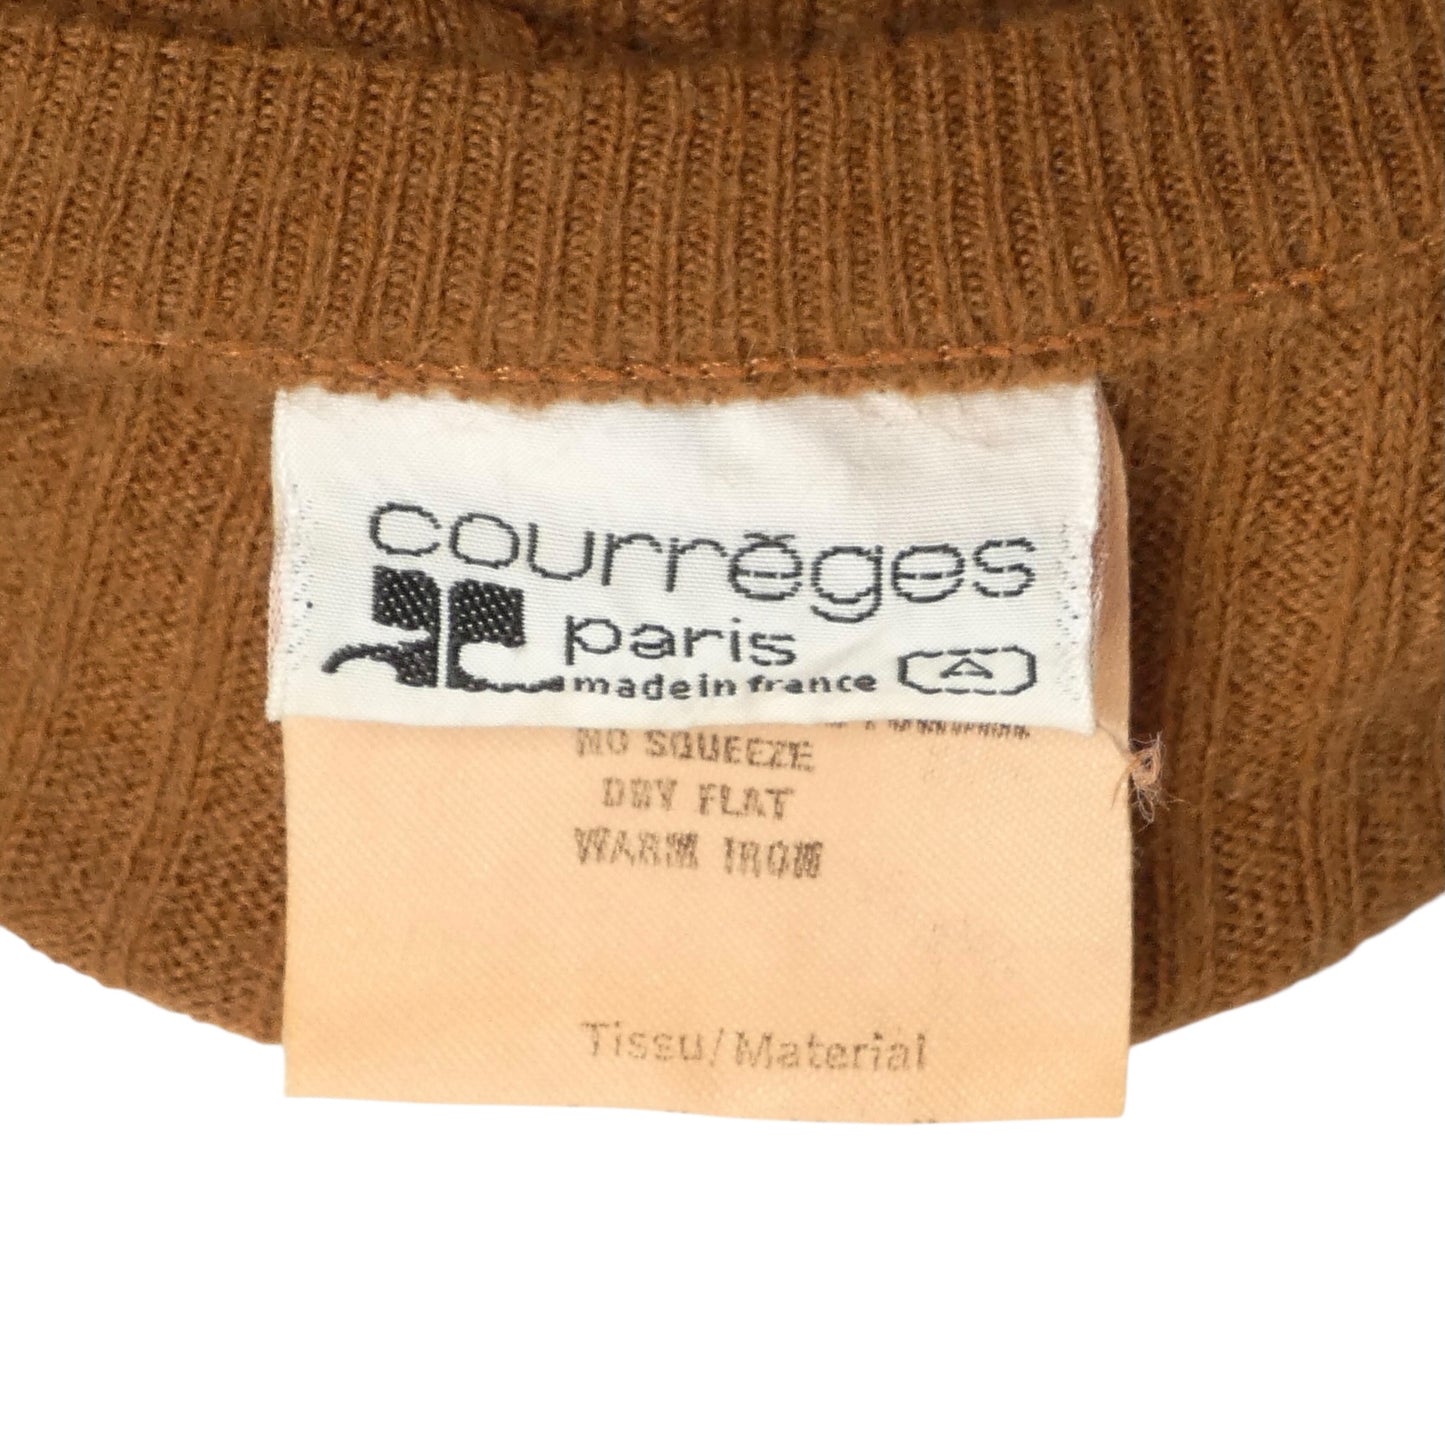 courrèges
paris
made in france A
NO SQUEEZE
DRY FLAT
WARM IRON
Tissu/Material